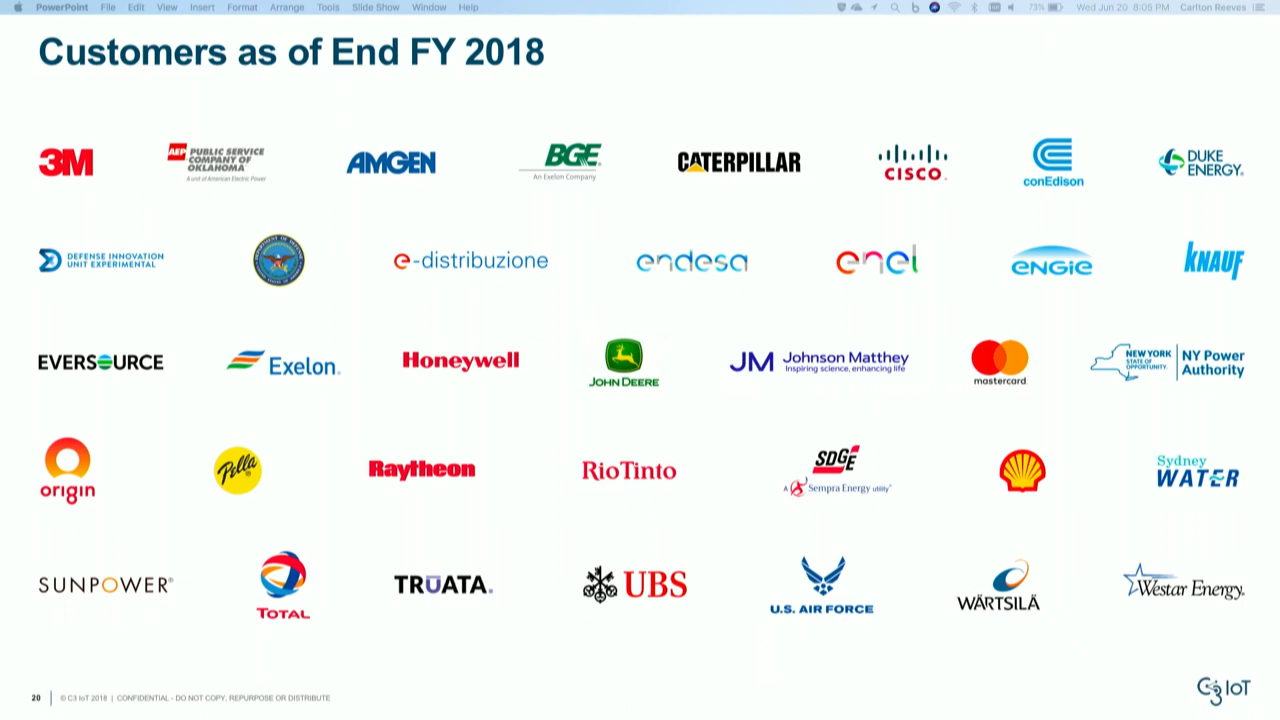 PowerPoint File Edit View Insert Format Arrange Tools Slide Show Window Help 73% Wed Jun 20 8:05 PM Carlton Reeves
Customers as of End FY 2018
3M
AEP PUBLIC SERVICE
COMPANY OF
OKLAHOMA
A unit of American Electric Power
AMGEN
BGE
An Exelon Company
CATERPILLAR
CISCO
conEdison
DUKE
ENERGY®
DEFENSE INNOVATION
UNIT EXPERIMENTAL
e-distribuzione
endesa
enel
ENGIE
KNAUF
EVERSOURCE
Exelon
Honeywell
JOHN DEERE
JM Johnson Matthey
Inspiring science, enhancing life
mastercard
NEW YORK
STATE OF
OPPORTUNITY.
NY Power
Authority
origin
Pella
Raytheon
RioTinto
SDGE
A Sempra Energy utility
Sydney
WATER
SUNPOWER®
TOTAL
TRŪATA.
UBS
U.S. AIR FORCE
WÄRTSILÄ
Westar Energy.
20 | © C3 IoT 2018 | CONFIDENTIAL - DO NOT COPY, REPURPOSE OR DISTRIBUTE
C3 IoT